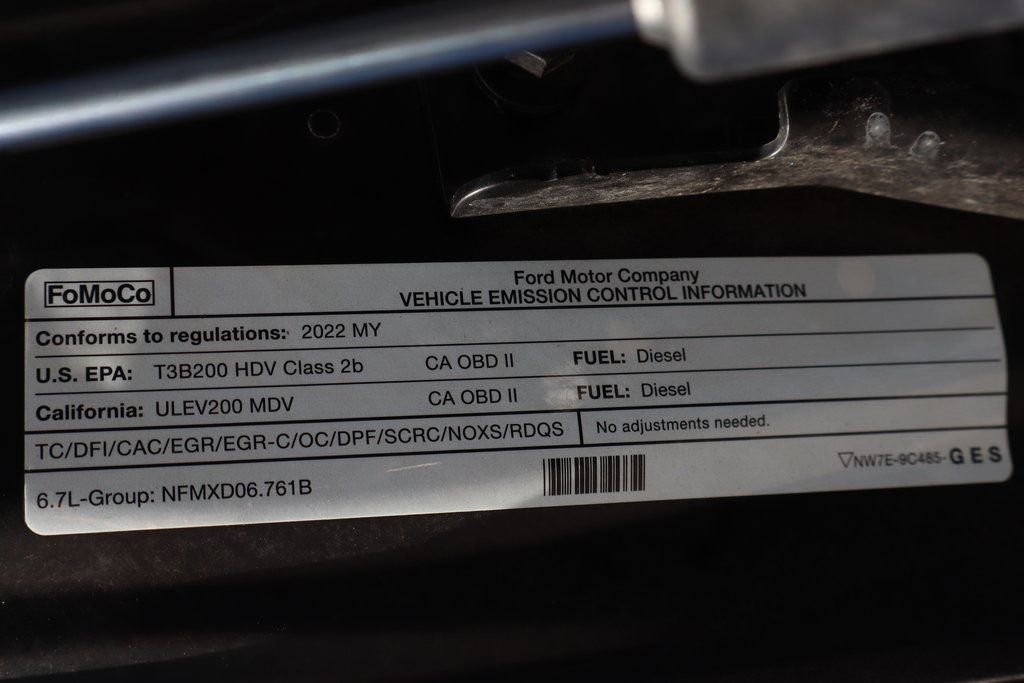 FoMoCo
Ford Motor Company
VEHICLE EMISSION CONTROL INFORMATION
Conforms to regulations: 2022 MY
U.S. EPA: T3B200 HDV Class 2b CA OBD II FUEL: Diesel
California: ULEV200 MDV CA OBD II FUEL: Diesel
TC/DFI/CAC/EGR/EGR-C/OC/DPF/SCRC/NOXS/RDQS No adjustments needed.
6.7L-Group: NFMXD06.761B ▽NW7E-9C485-GES